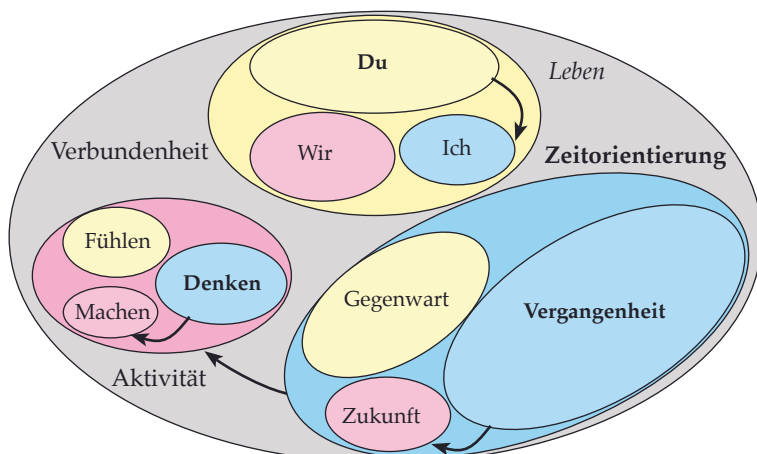 Du
Leben
Wir
Ich
Verbundenheit
Zeitorientierung
Fühlen
Denken
Machen
Gegenwart
Vergangenheit
Aktivität
Zukunft